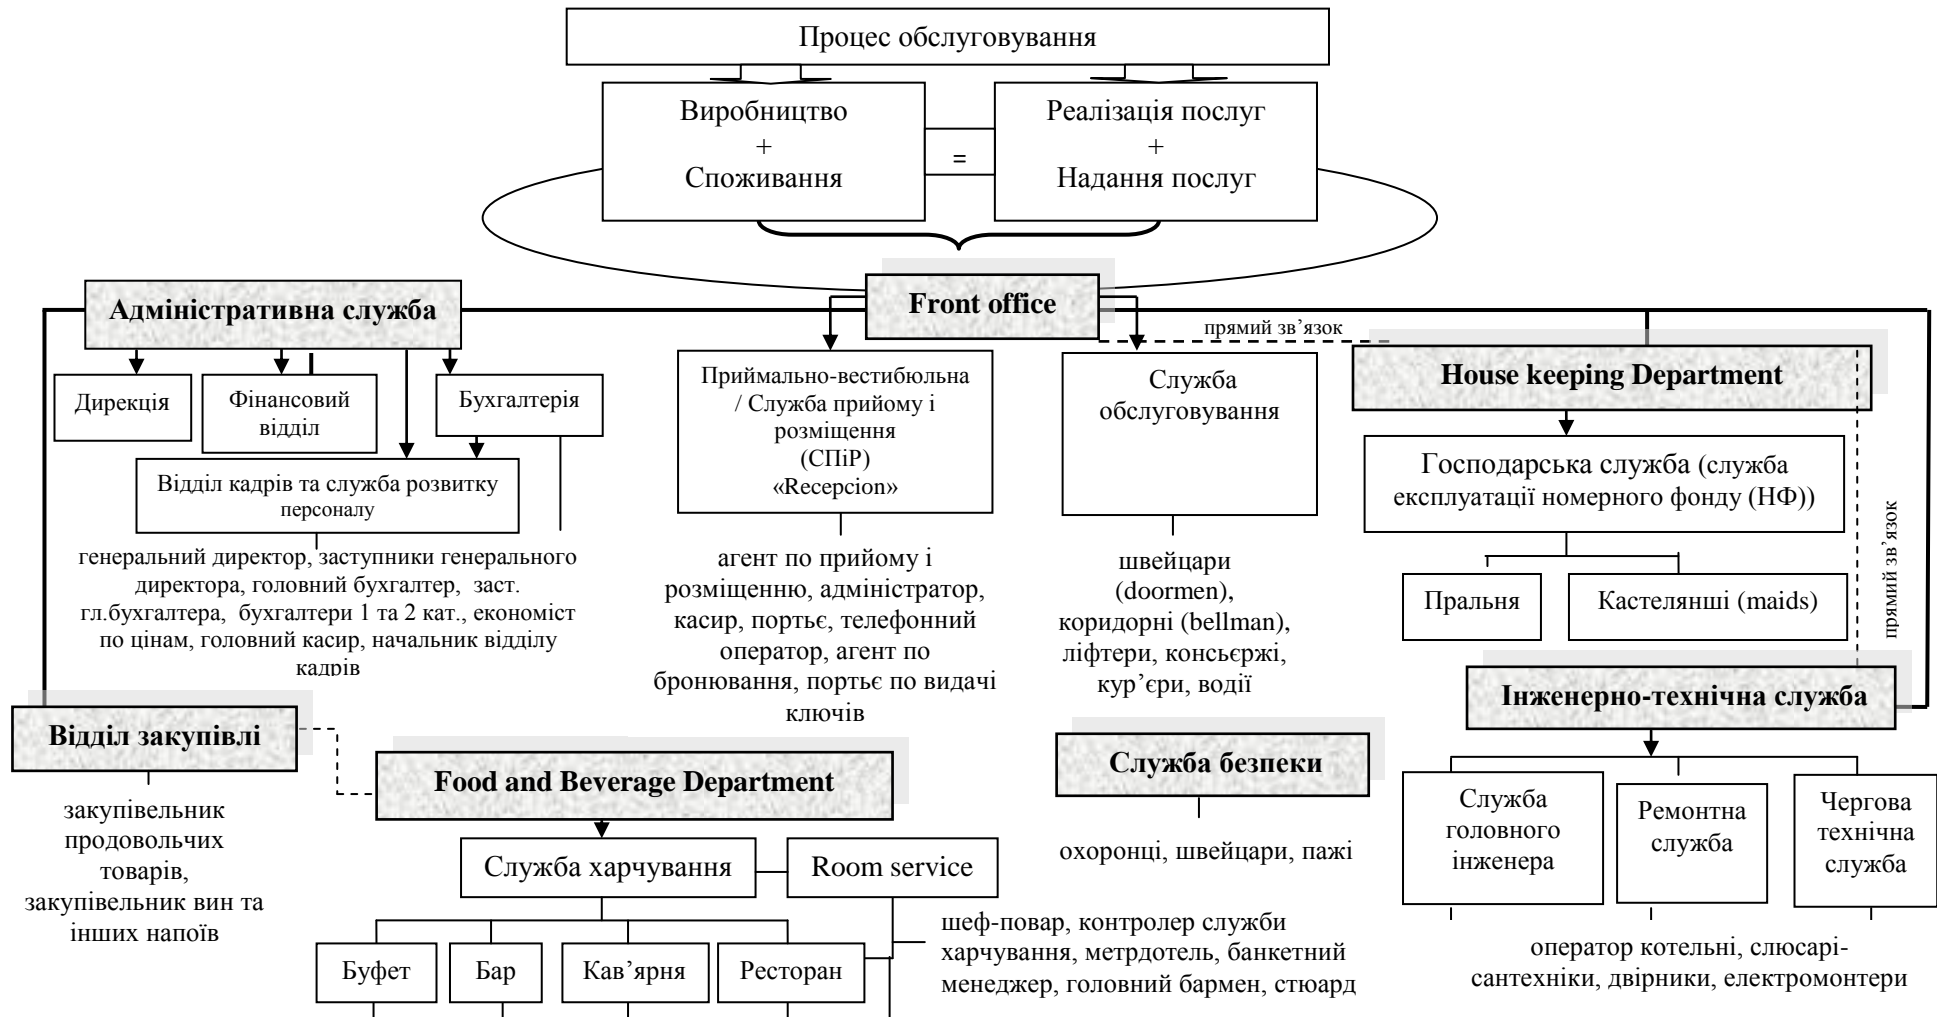 Процес обслуговування
Виробництво
+
Споживання
=
Реалізація послуг
+
Надання послуг
Адміністративна служба
Front office
прямий зв’язок
House keeping Department
Дирекція
Фінансовий
відділ
Бухгалтерія
Відділ кадрів та служба розвитку
персоналу
генеральний директор, заступники генерального
директора, головний бухгалтер, заст.
гл.бухгалтера, бухгалтери 1 та 2 кат., економіст
по цінам, головний касир, начальник відділу
кадрів
Приймально-вестибюльна
/ Служба прийому і
розміщення
(СПіР)
«Recepcion»
агент по прийому і
розміщенню, адміністратор,
касир, портьє, телефонний
оператор, агент по
бронювання, портьє по видачі
ключів
Служба
обслуговування
швейцари
(doormen),
коридорні (bellman),
ліфтери, консьєржі,
кур’єри, водії
Господарська служба (служба
експлуатації номерного фонду (НФ))
прямий зв’язок
Пральня
Кастелянші (maids)
Відділ закупівлі
закупівельник
продовольчих
товарів,
закупівельник вин та
інших напоїв
Food and Beverage Department
Служба харчування
Room service
Буфет
Бар
Кав’ярня
Ресторан
шеф-повар, контролер служби
харчування, метрдотель, банкетний
менеджер, головний бармен, стюард
Служба безпеки
охоронці, швейцари, пажі
Інженерно-технічна служба
Служба
головного
інженера
Ремонтна
служба
Чергова
технічна
служба
оператор котельні, слюсарі-
сантехніки, двірники, електромонтери